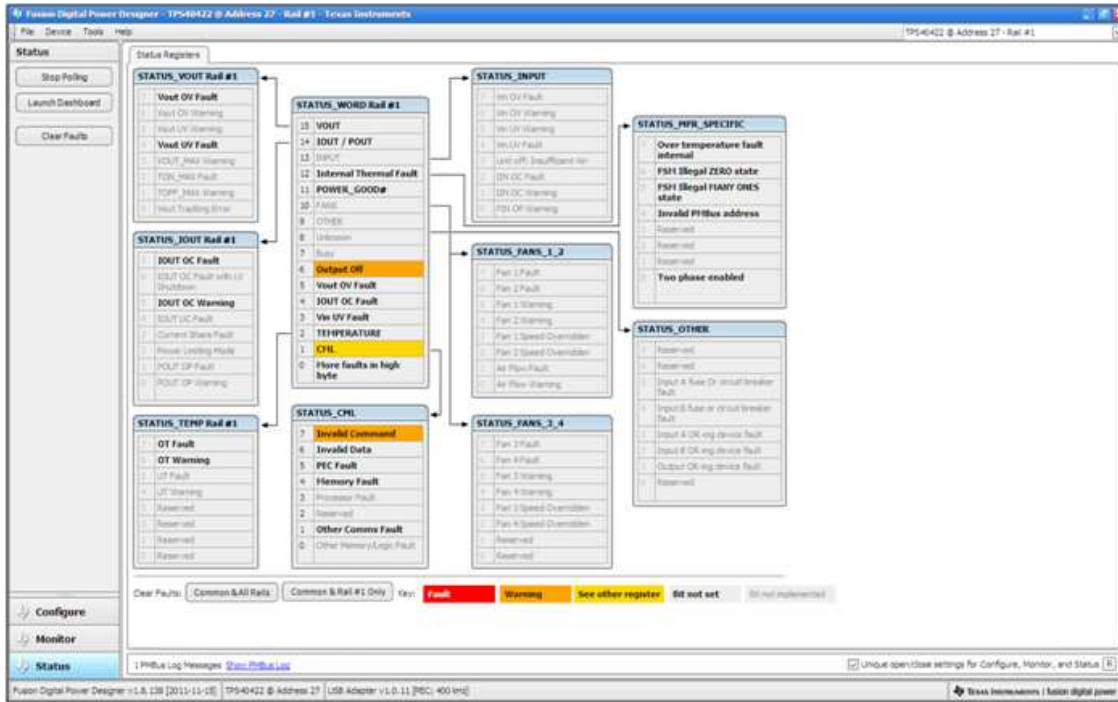 Fusion Digital Power Designer - TPS40422 @ Address 27 - Rail #1 - Texas Instruments
File Device Tools Help
TPS40422 @ Address 27 - Rail #1
Status
Stop Polling
Launch Dashboard
Clear Faults
Status Registers
STATUS_VOUT Rail #1
Vout OV Fault
Vout OV Warning
Vout UV Warning
Vout UV Fault
VOUT_MAX Warning
TON_MAX Fault
TOFF_MAX Warning
Vout Tracking Error
STATUS_IOUT Rail #1
IOUT OC Fault
IOUT OC Fault with LV Shutdown
IOUT OC Warning
IOUT UC Fault
Current Share Fault
Power Limiting Mode
POUT OP Fault
POUT OP Warning
STATUS_TEMP Rail #1
OT Fault
OT Warning
UT Fault
UT Warning
Reserved
Reserved
Reserved
Reserved
STATUS_WORD Rail #1
15 VOUT
14 IOUT / POUT
13 INPUT
12 Internal Thermal Fault
11 POWER_GOOD#
10 FANS
9 OTHER
8 Unknown
7 Busy
6 Output Off
5 Vout OV Fault
4 IOUT OC Fault
3 Vin UV Fault
2 TEMPERATURE
1 CML
0 More faults in high byte
STATUS_CML
7 Invalid Command
6 Invalid Data
5 PEC Fault
4 Memory Fault
3 Processor Fault
2 Reserved
1 Other Comms Fault
0 Other Memory/Logic Fault
STATUS_INPUT
Vin OV Fault
Vin OV Warning
Vin UV Warning
Vin UV Fault
Unit off: Insufficient Vin
IIN OC Fault
IIN OC Warning
PIN OP Warning
STATUS_FANS_1_2
Fan 1 Fault
Fan 2 Fault
Fan 1 Warning
Fan 2 Warning
Fan 1 Speed Overridden
Fan 2 Speed Overridden
Air Flow Fault
Air Flow Warning
STATUS_FANS_3_4
Fan 3 Fault
Fan 4 Fault
Fan 3 Warning
Fan 4 Warning
Fan 3 Speed Overridden
Fan 4 Speed Overridden
Reserved
Reserved
STATUS_MFR_SPECIFIC
Over temperature fault internal
FSM Illegal ZERO state
FSM Illegal MANY ONES state
Invalid PMBus address
Reserved
Reserved
Reserved
Two phase enabled
STATUS_OTHER
Reserved
Reserved
Input A fuse Or circuit breaker fault
Input B fuse or circuit breaker fault
Input A OR-ing device fault
Input B OR-ing device fault
Output OR-ing device fault
Reserved
Clear Faults: Common & All Rails Common & Rail #1 Only Key: Fault Warning See other register Bit not set Bit not implemented
Configure
Monitor
Status
PMBus Log Messages Show PMBus Log
Unique open/close settings for Configure, Monitor, and Status
Fusion Digital Power Designer v1.8.138 [2011-11-15] TPS40422 @ Address 27 USB Adapter v1.0.11 [PEC; 400 kHz]
TEXAS INSTRUMENTS | fusion digital power